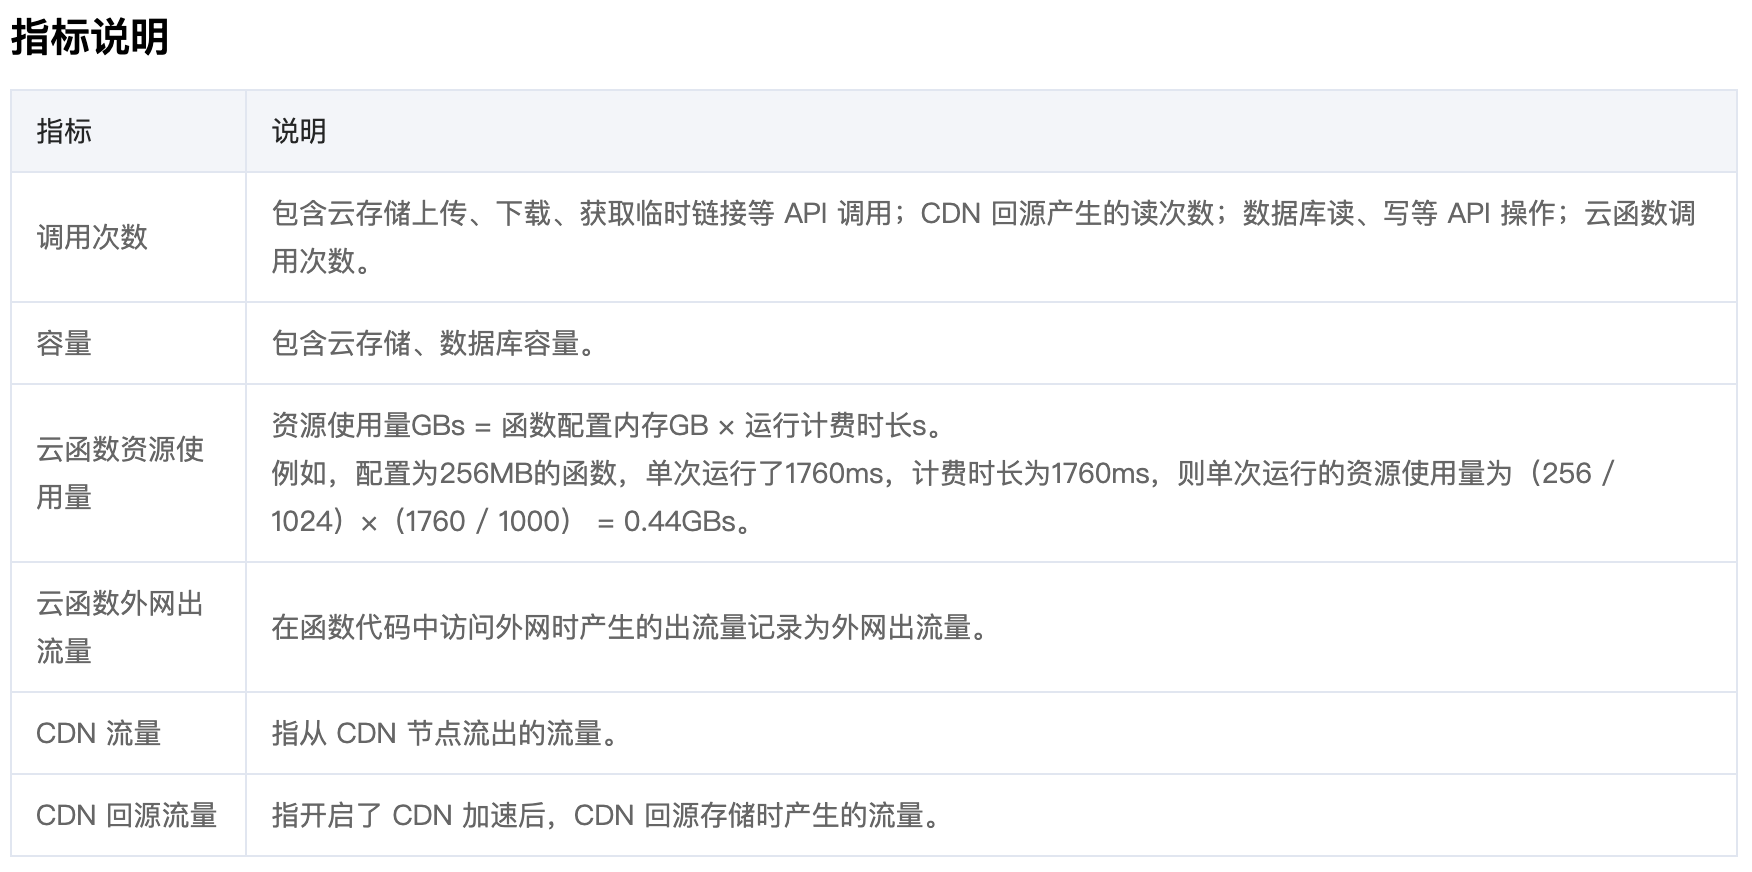 指标说明
指标
说明
调用次数
包含云存储上传、下载、获取临时链接等 API 调用；CDN 回源产生的读次数；数据库读、写等 API 操作；云函数调
用次数。
容量
包含云存储、数据库容量。
云函数资源使
用量
资源使用量GBs = 函数配置内存GB × 运行计费时长s。
例如，配置为256MB的函数，单次运行了1760ms，计费时长为1760ms，则单次运行的资源使用量为（256 /
1024）×（1760 / 1000） = 0.44GBs。
云函数外网出
流量
在函数代码中访问外网时产生的出流量记录为外网出流量。
CDN 流量
指从 CDN 节点流出的流量。
CDN 回源流量
指开启了 CDN 加速后，CDN 回源存储时产生的流量。